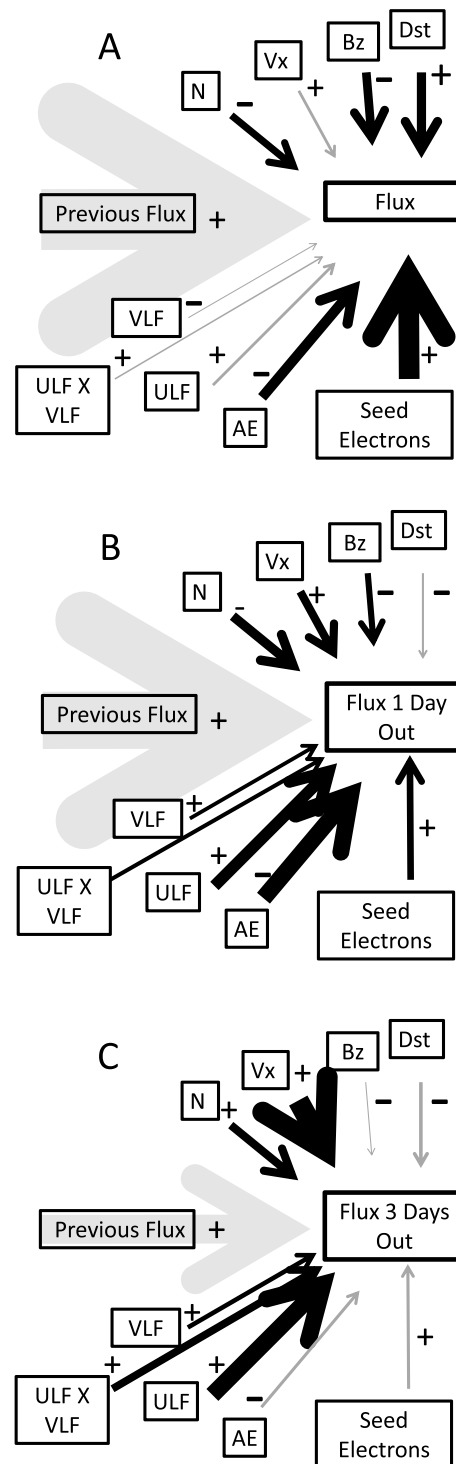 A
Dst
Bz
Vx
+
-
+
N
-
Previous Flux +
Flux
VLF
-
+
+
ULF X
VLF
ULF
-
+
AE
Seed
Electrons
B
Dst
Bz
Vx
+
-
-
N
-
Previous Flux +
Flux 1 Day
Out
VLF
+
+
+
ULF X
VLF
ULF
-
AE
Seed
Electrons
C
Dst
Bz
Vx
+
-
-
N
+
Previous Flux +
Flux 3 Days
Out
VLF
+
+
+
+
ULF X
VLF
ULF
-
AE
Seed
Electrons